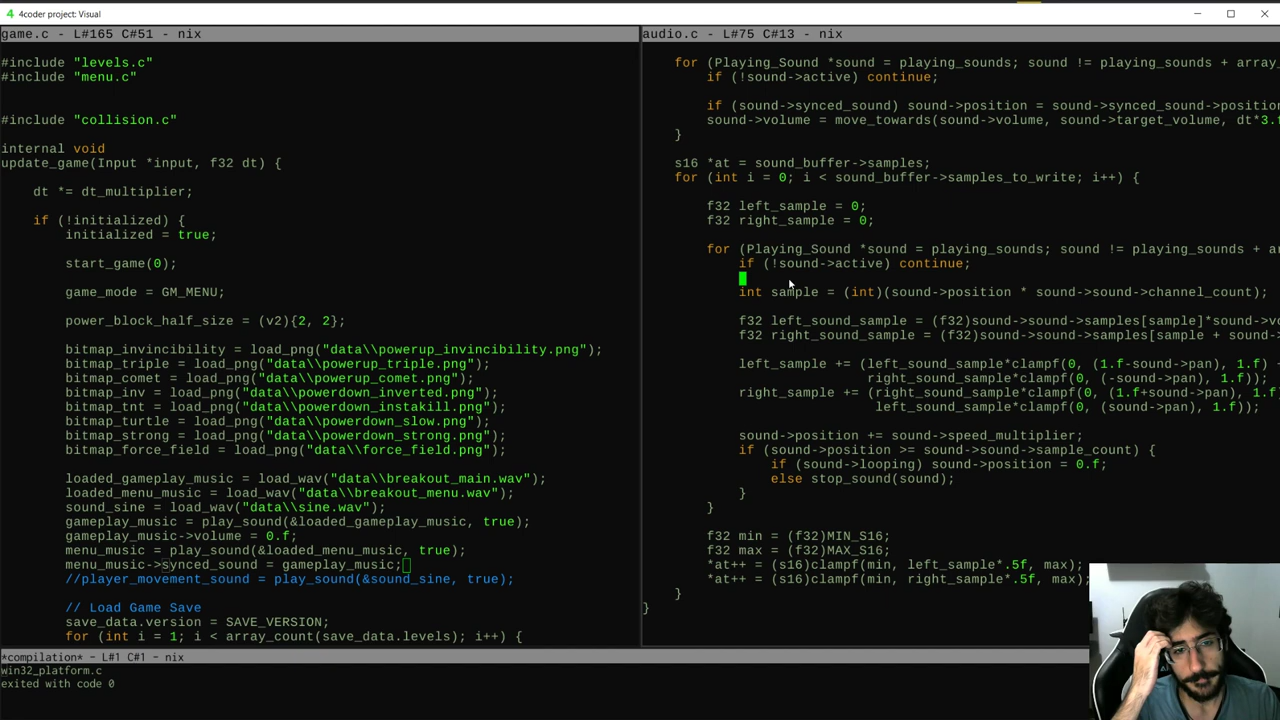 4coder project: Visual
game.c - L#165 C#51 - nix
#include "levels.c"
#include "menu.c"
#include "collision.c"
internal void
update_game(Input *input, f32 dt) {
dt *= dt_multiplier;
if (!initialized) {
initialized = true;
start_game(0);
game_mode = GM_MENU;
power_block_half_size = (v2){2, 2};
bitmap_invincibility = load_png("data\\powerup_invincibility.png");
bitmap_triple = load_png("data\\powerup_triple.png");
bitmap_comet = load_png("data\\powerup_comet.png");
bitmap_inv = load_png("data\\powerdown_inverted.png");
bitmap_tnt = load_png("data\\powerdown_instakill.png");
bitmap_turtle = load_png("data\\powerdown_slow.png");
bitmap_strong = load_png("data\\powerdown_strong.png");
bitmap_force_field = load_png("data\\force_field.png");
loaded_gameplay_music = load_wav("data\\breakout_main.wav");
loaded_menu_music = load_wav("data\\breakout_menu.wav");
sound_sine = load_wav("data\\sine.wav");
gameplay_music = play_sound(&loaded_gameplay_music, true);
gameplay_music->volume = 0.f;
menu_music = play_sound(&loaded_menu_music, true);
menu_music->synced_sound = gameplay_music;
//player_movement_sound = play_sound(&sound_sine, true);
// Load Game Save
save_data.version = SAVE_VERSION;
for (int i = 1; i < array_count(save_data.levels); i++) {
audio.c - L#75 C#13 - nix
for (Playing_Sound *sound = playing_sounds; sound != playing_sounds + array_
if (!sound->active) continue;
if (sound->synced_sound) sound->position = sound->synced_sound->position
sound->volume = move_towards(sound->volume, sound->target_volume, dt*3.f
}
s16 *at = sound_buffer->samples;
for (int i = 0; i < sound_buffer->samples_to_write; i++) {
f32 left_sample = 0;
f32 right_sample = 0;
for (Playing_Sound *sound = playing_sounds; sound != playing_sounds + ar
if (!sound->active) continue;
int sample = (int)(sound->position * sound->sound->channel_count);
f32 left_sound_sample = (f32)sound->sound->samples[sample]*sound->vo
f32 right_sound_sample = (f32)sound->sound->samples[sample + sound->
left_sample += (left_sound_sample*clampf(0, (1.f-sound->pan), 1.f) +
right_sound_sample*clampf(0, (-sound->pan), 1.f));
right_sample += (right_sound_sample*clampf(0, (1.f+sound->pan), 1.f)
left_sound_sample*clampf(0, (sound->pan), 1.f));
sound->position += sound->speed_multiplier;
if (sound->position >= sound->sound->sample_count) {
if (sound->looping) sound->position = 0.f;
else stop_sound(sound);
}
}
f32 min = (f32)MIN_S16;
f32 max = (f32)MAX_S16;
*at++ = (s16)clampf(min, left_sample*.5f, max);
*at++ = (s16)clampf(min, right_sample*.5f, max);
}
}
*compilation* - L#1 C#1 - nix
win32_platform.c
exited with code 0